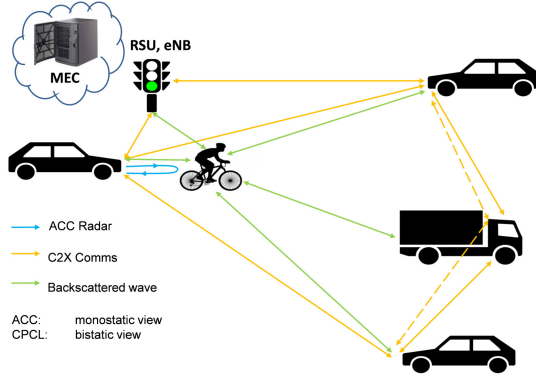 RSU, eNB
MEC
ACC Radar
C2X Comms
Backscattered wave
ACC: monostatic view
CPCL: bistatic view